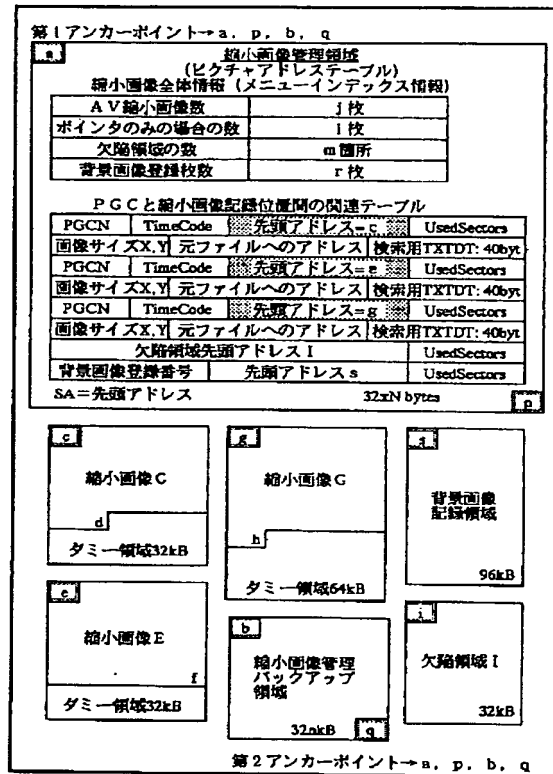 第1アンカーポイント→a, p, b, q
a
縮小画像管理領域
(ピクチャアドレステーブル)
縮小画像全体情報 (メニューインデックス情報)
AV縮小画像数 j枚
ポインタのみの場合の数 l枚
欠陥領域の数 m箇所
背景画像登録枚数 r枚
PGCと縮小画像記録位置間の関連テーブル
PGCN TimeCode 先頭アドレス=c UsedSectors
画像サイズX,Y 元ファイルへのアドレス 検索用TXTDT: 40byt
PGCN TimeCode 先頭アドレス=e UsedSectors
画像サイズX,Y 元ファイルへのアドレス 検索用TXTDT: 40byt
PGCN TimeCode 先頭アドレス=g UsedSectors
画像サイズX,Y 元ファイルへのアドレス 検索用TXTDT: 40byt
欠陥領域先頭アドレス I UsedSectors
背景画像登録番号 先頭アドレス s UsedSectors
SA=先頭アドレス 32xN bytes p
c
縮小画像C
d
ダミー領域32kB
g
縮小画像G
h
ダミー領域64kB
背景画像
記録領域
96kB
e
縮小画像E
f
ダミー領域32kB
b
縮小画像管理
バックアップ
領域
32nkB q
i
欠陥領域 I
32kB
第2アンカーポイント→a, p, b, q